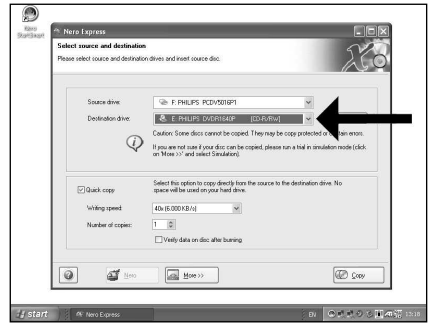 Nero
StartSmart
Nero Express
Select source and destination
Please select source and destination drives and insert source disc.
Source drive: F: PHILIPS PCDV5016P1
Destination drive: E: PHILIPS DVDR1640P [CD-R/RW]
Caution: Some discs cannot be copied. They may be copy protected or contain errors.
If you are not sure if your disc can be copied, please run a trial in simulation mode (click
on 'More >>' and select Simulation).
Quick copy
Select this option to copy directly from the source to the destination drive. No
space will be used on your hard drive.
Writing speed: 40x (6.000 KB/s)
Number of copies: 1
Verify data on disc after burning
Nero
More >>
Copy
start
Nero Express
EN
15:18